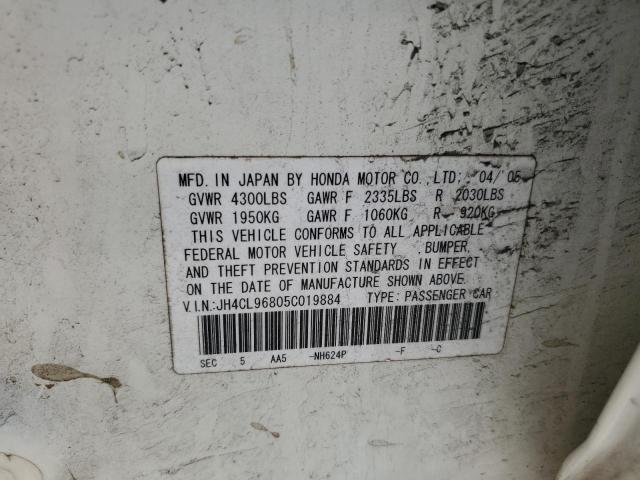 MFD. IN JAPAN BY HONDA MOTOR CO., LTD: 04/05
GVWR 4300LBS GAWR F 2335LBS R 2030LBS
GVWR 1950KG GAWR F 1060KG R 920KG
THIS VEHICLE CONFORMS TO ALL APPLICABLE
FEDERAL MOTOR VEHICLE SAFETY BUMPER,
AND THEFT PREVENTION STANDARDS IN EFFECT
ON THE DATE OF MANUFACTURE SHOWN ABOVE.
V.I.N.:JH4CL96805C019884 TYPE: PASSENGER CAR
SEC 5 AA5 -NH624P -F -C